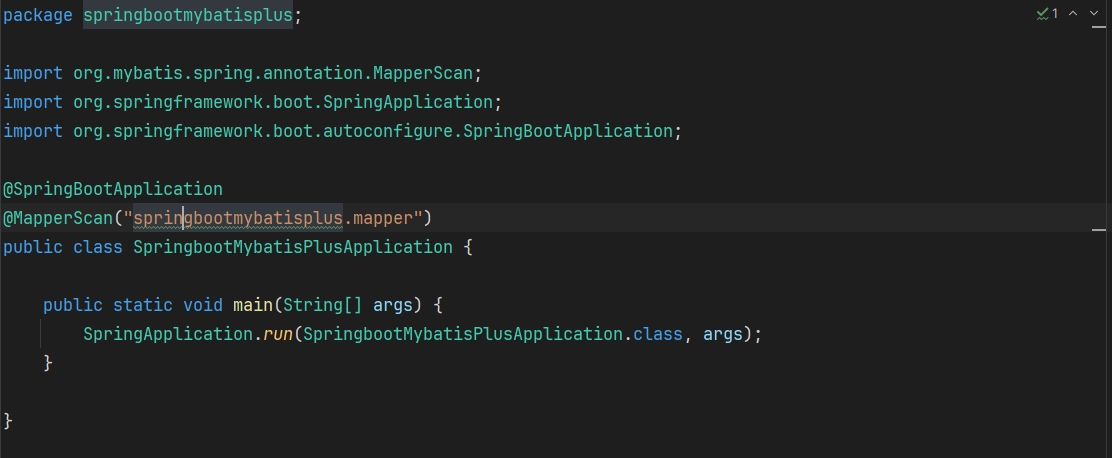 package springbootmybatisplus;
1
import org.mybatis.spring.annotation.MapperScan;
import org.springframework.boot.SpringApplication;
import org.springframework.boot.autoconfigure.SpringBootApplication;
@SpringBootApplication
@MapperScan("springbootmybatisplus.mapper")
public class SpringbootMybatisPlusApplication {
    public static void main(String[] args) {
        SpringApplication.run(SpringbootMybatisPlusApplication.class, args);
    }
}